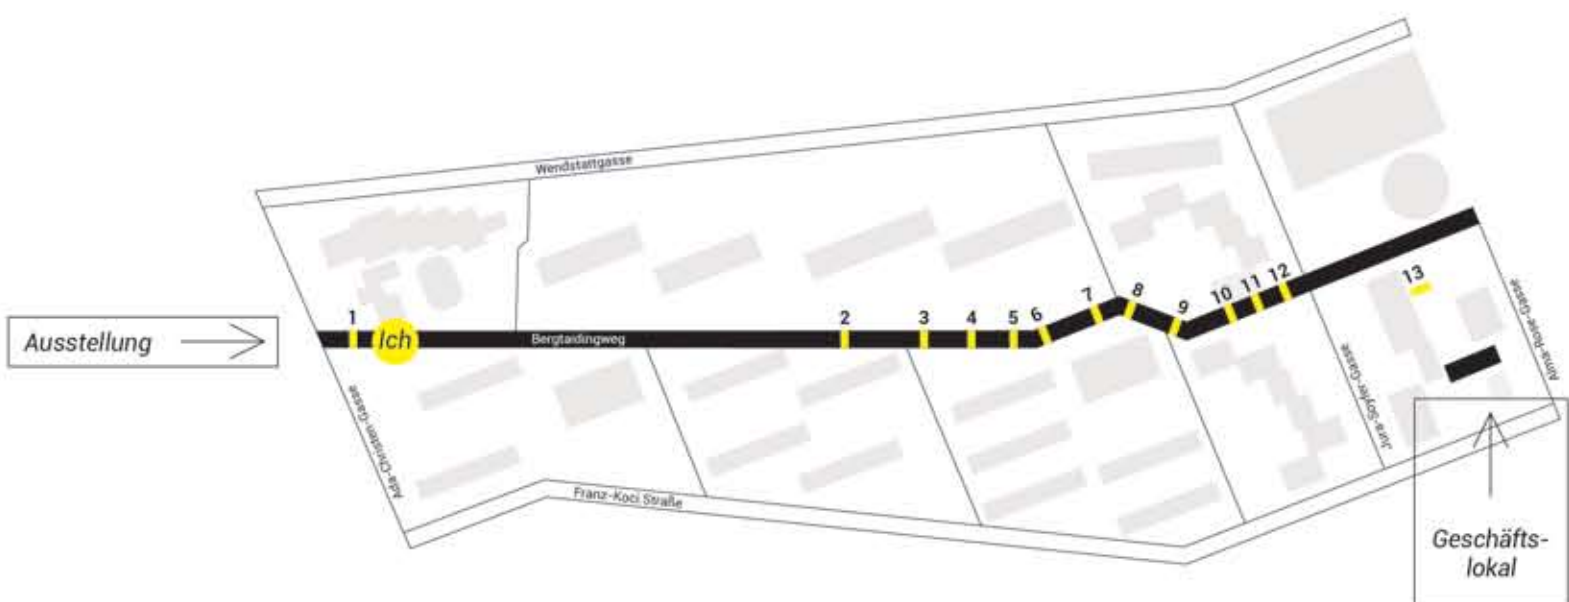 Wendstattgasse
Ausstellung
1
Ich
Bergtaidingweg
2
3
4
5
6
7
8
9
10
11
12
13
Ada-Christen-Gasse
Jura-Soyfer-Gasse
Alma-Rosé-Gasse
Franz-Koci Straße
Geschäfts-
lokal